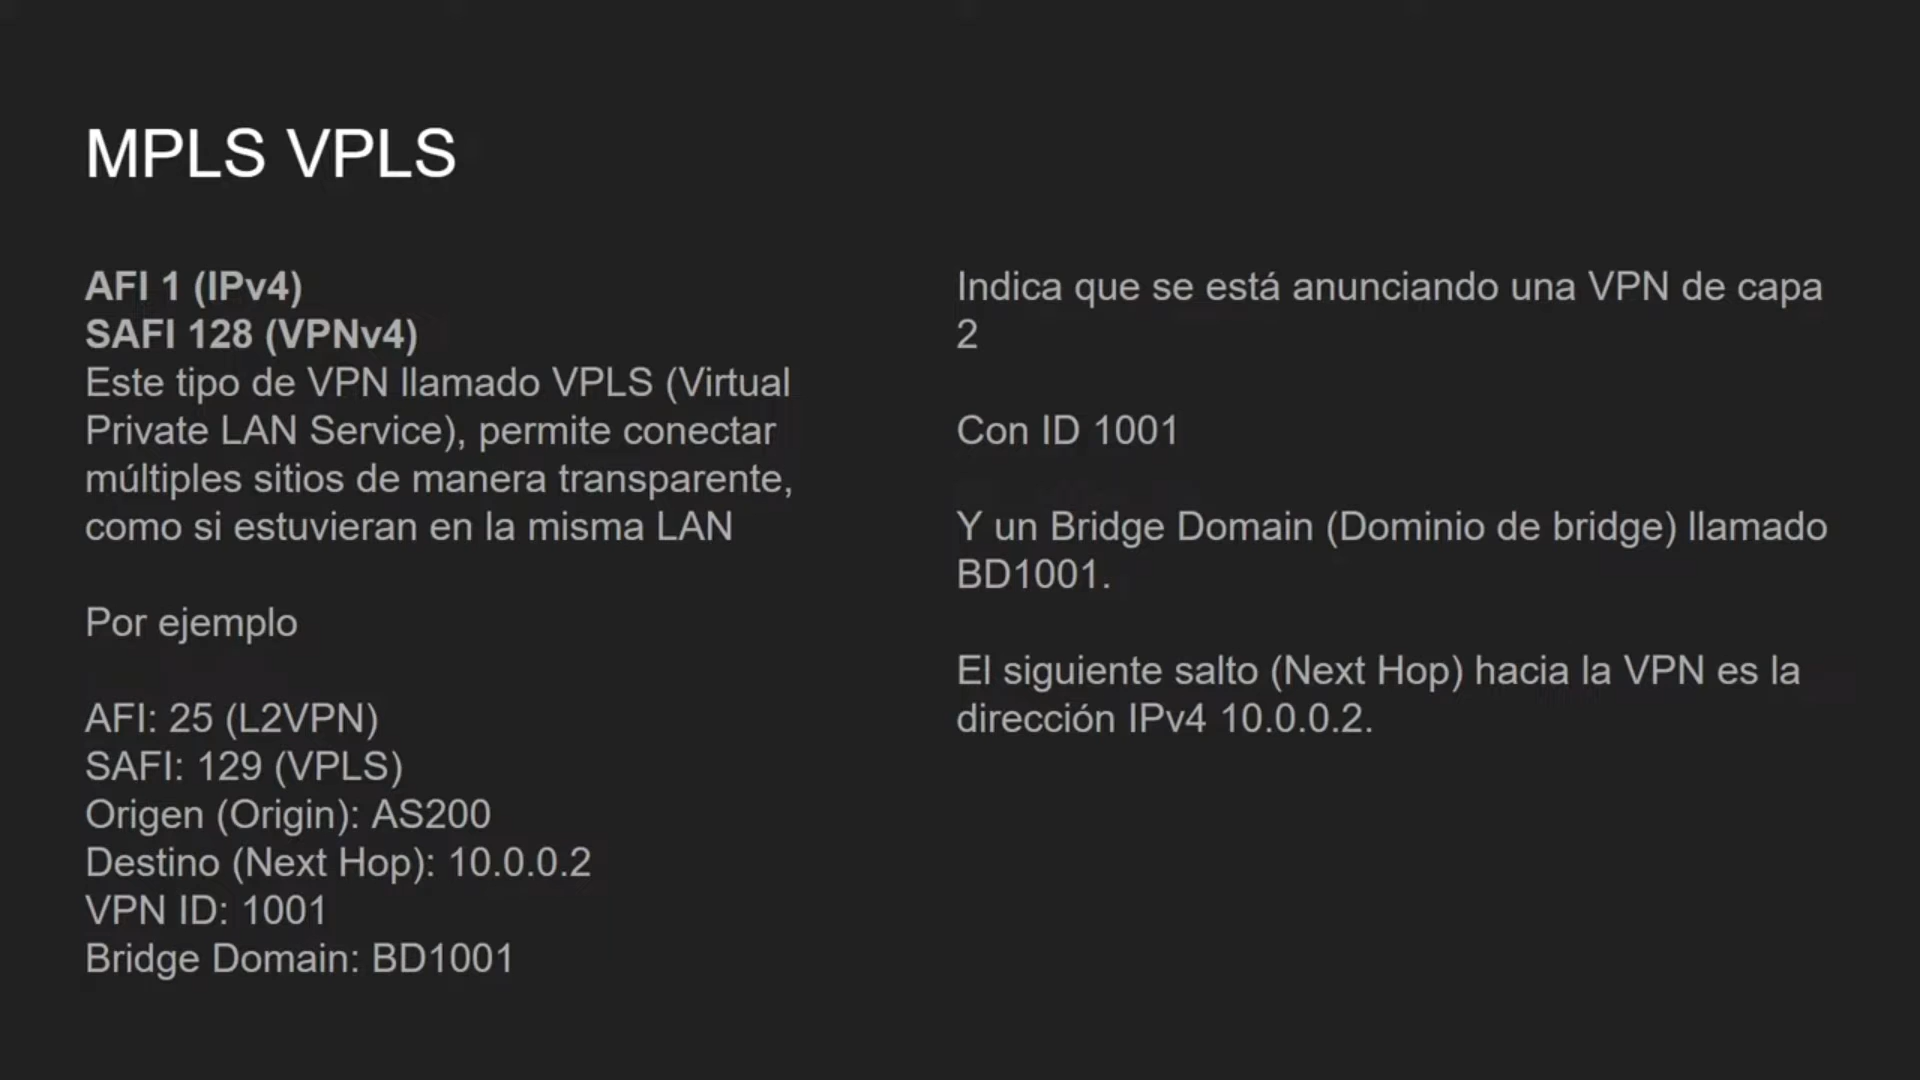 MPLS VPLS
AFI 1 (IPv4)
SAFI 128 (VPNv4)
Este tipo de VPN llamado VPLS (Virtual
Private LAN Service), permite conectar
múltiples sitios de manera transparente,
como si estuvieran en la misma LAN
Por ejemplo
AFI: 25 (L2VPN)
SAFI: 129 (VPLS)
Origen (Origin): AS200
Destino (Next Hop): 10.0.0.2
VPN ID: 1001
Bridge Domain: BD1001
Indica que se está anunciando una VPN de capa
2
Con ID 1001
Y un Bridge Domain (Dominio de bridge) llamado
BD1001.
El siguiente salto (Next Hop) hacia la VPN es la
dirección IPv4 10.0.0.2.